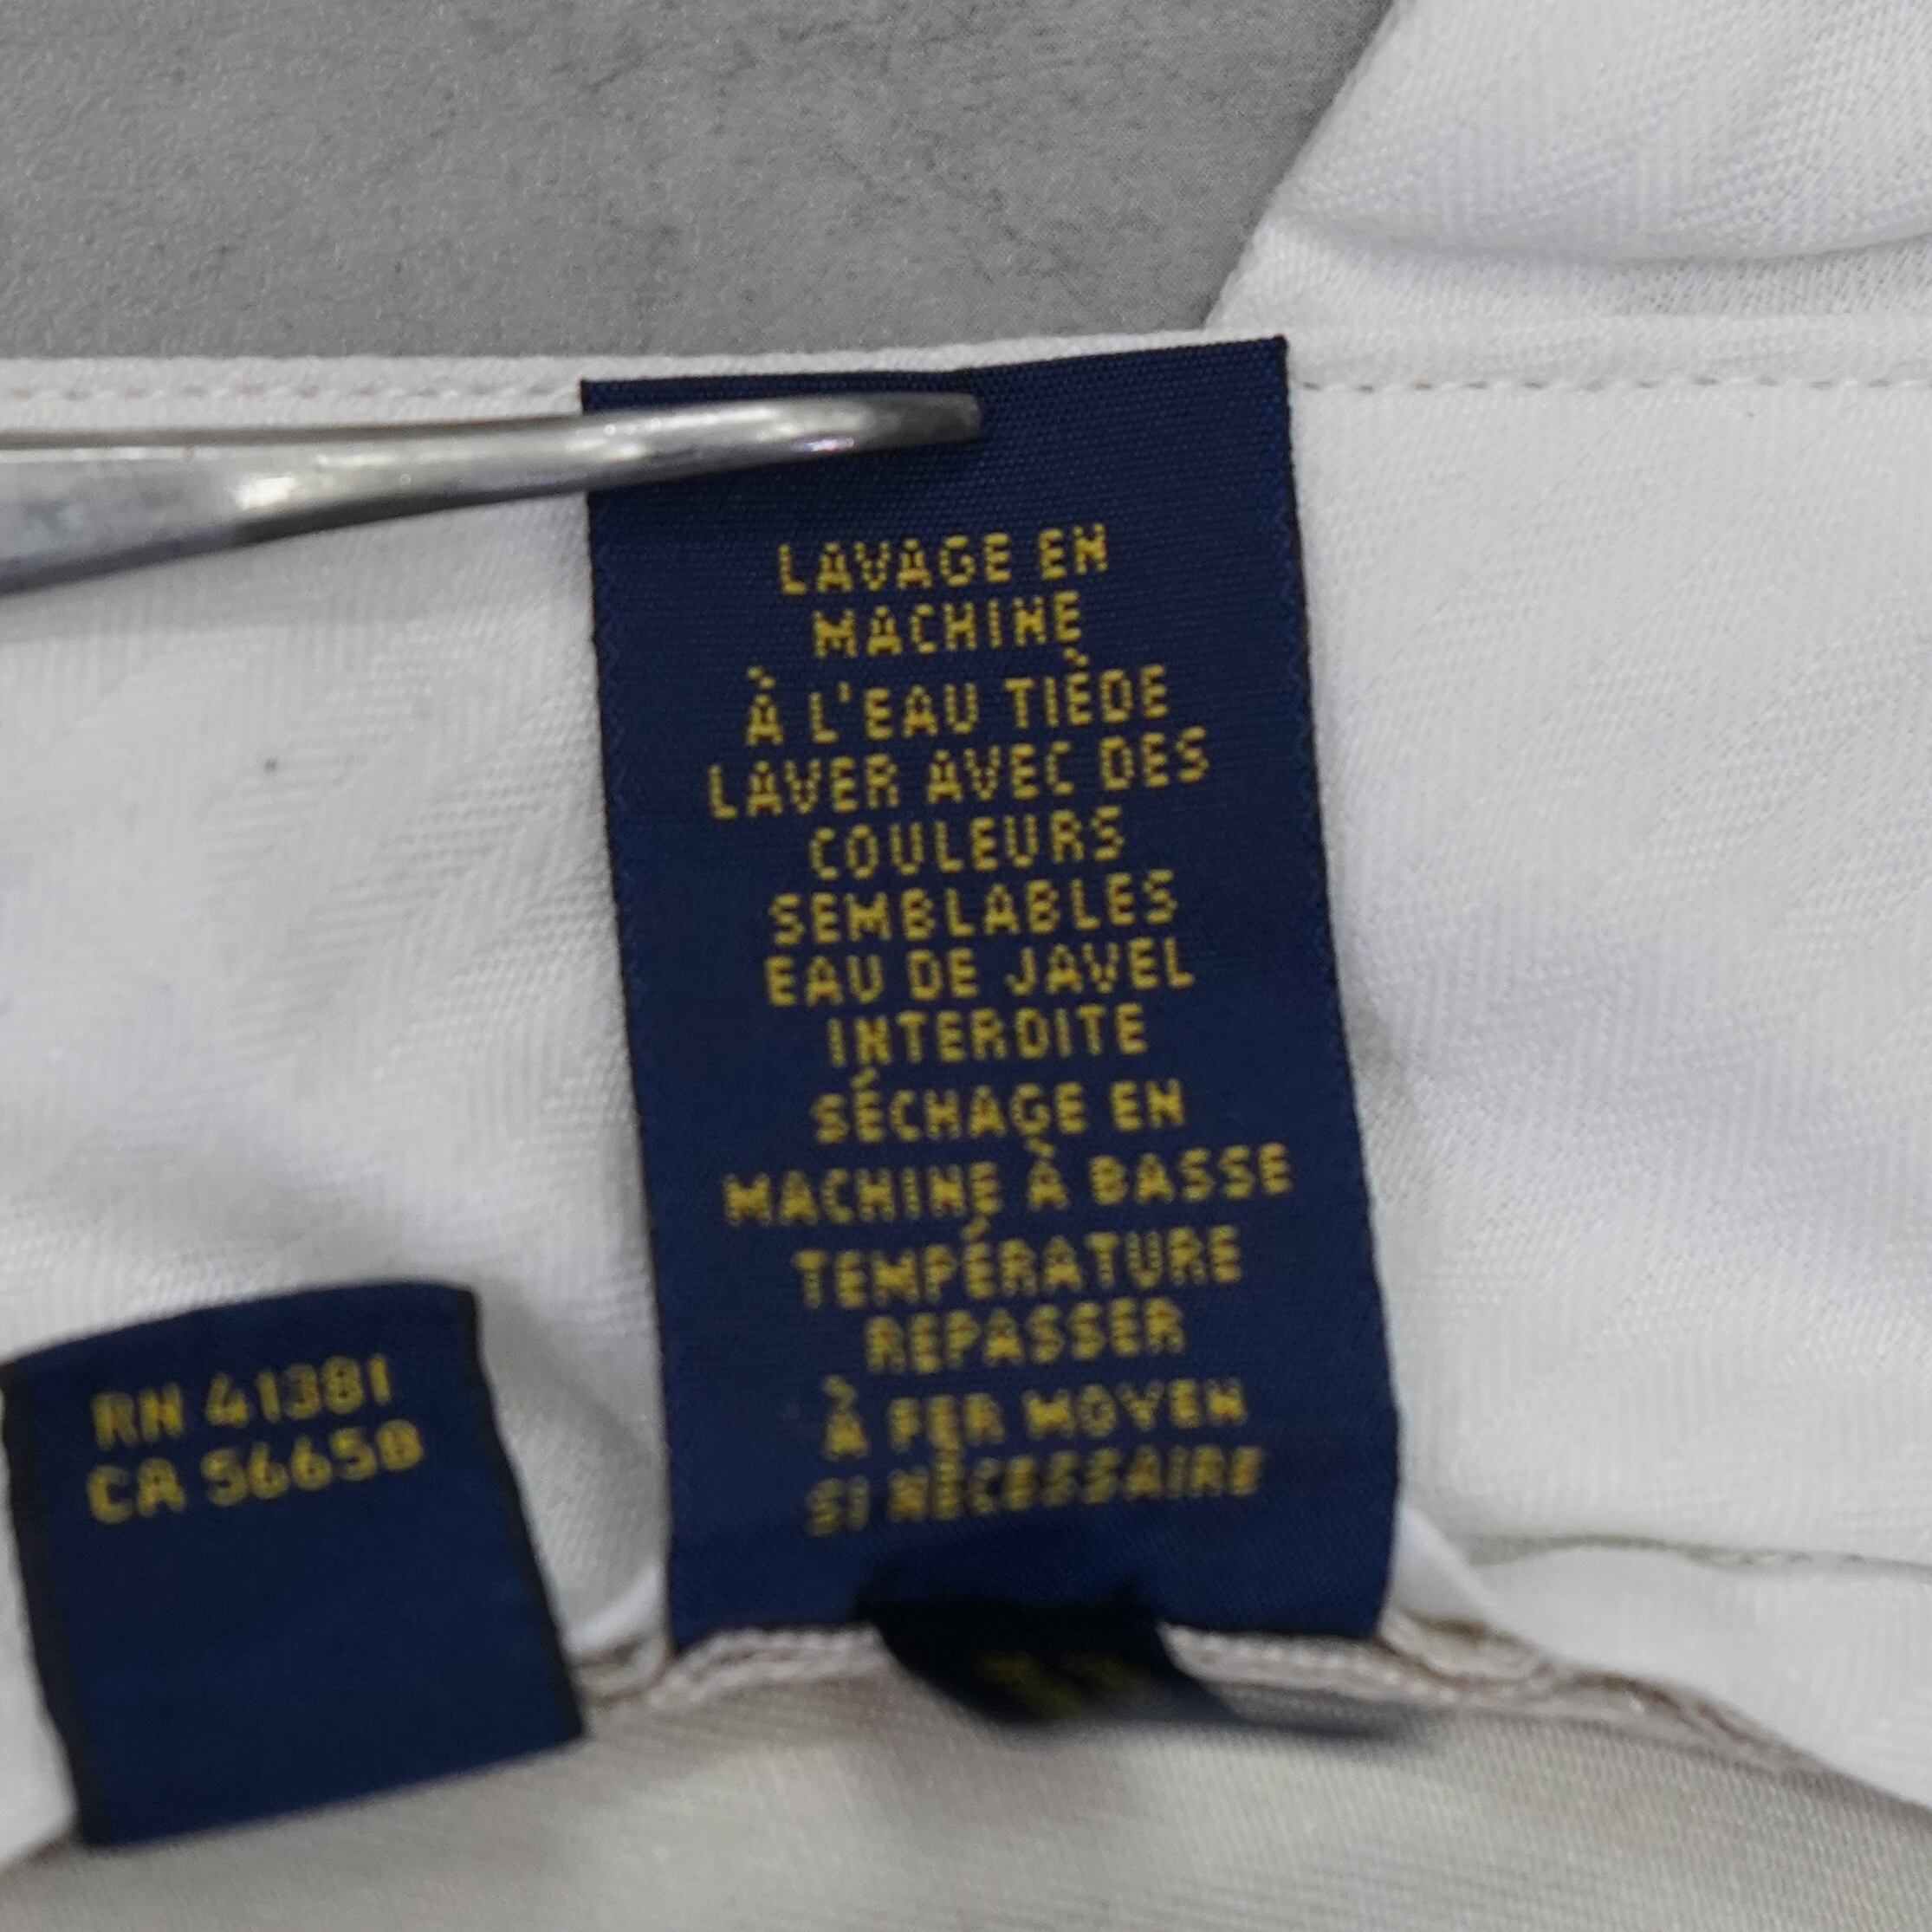 LAVAGE EN
MACHINE
À L'EAU TIÈDE
LAVER AVEC DES
COULEURS
SEMBLABLES
EAU DE JAVEL
INTERDITE
SÉCHAGE EN
MACHINE À BASSE
TEMPÉRATURE
REPASSER
À FER MOYEN
SI NÉCESSAIRE
RN 41381
CA 56650